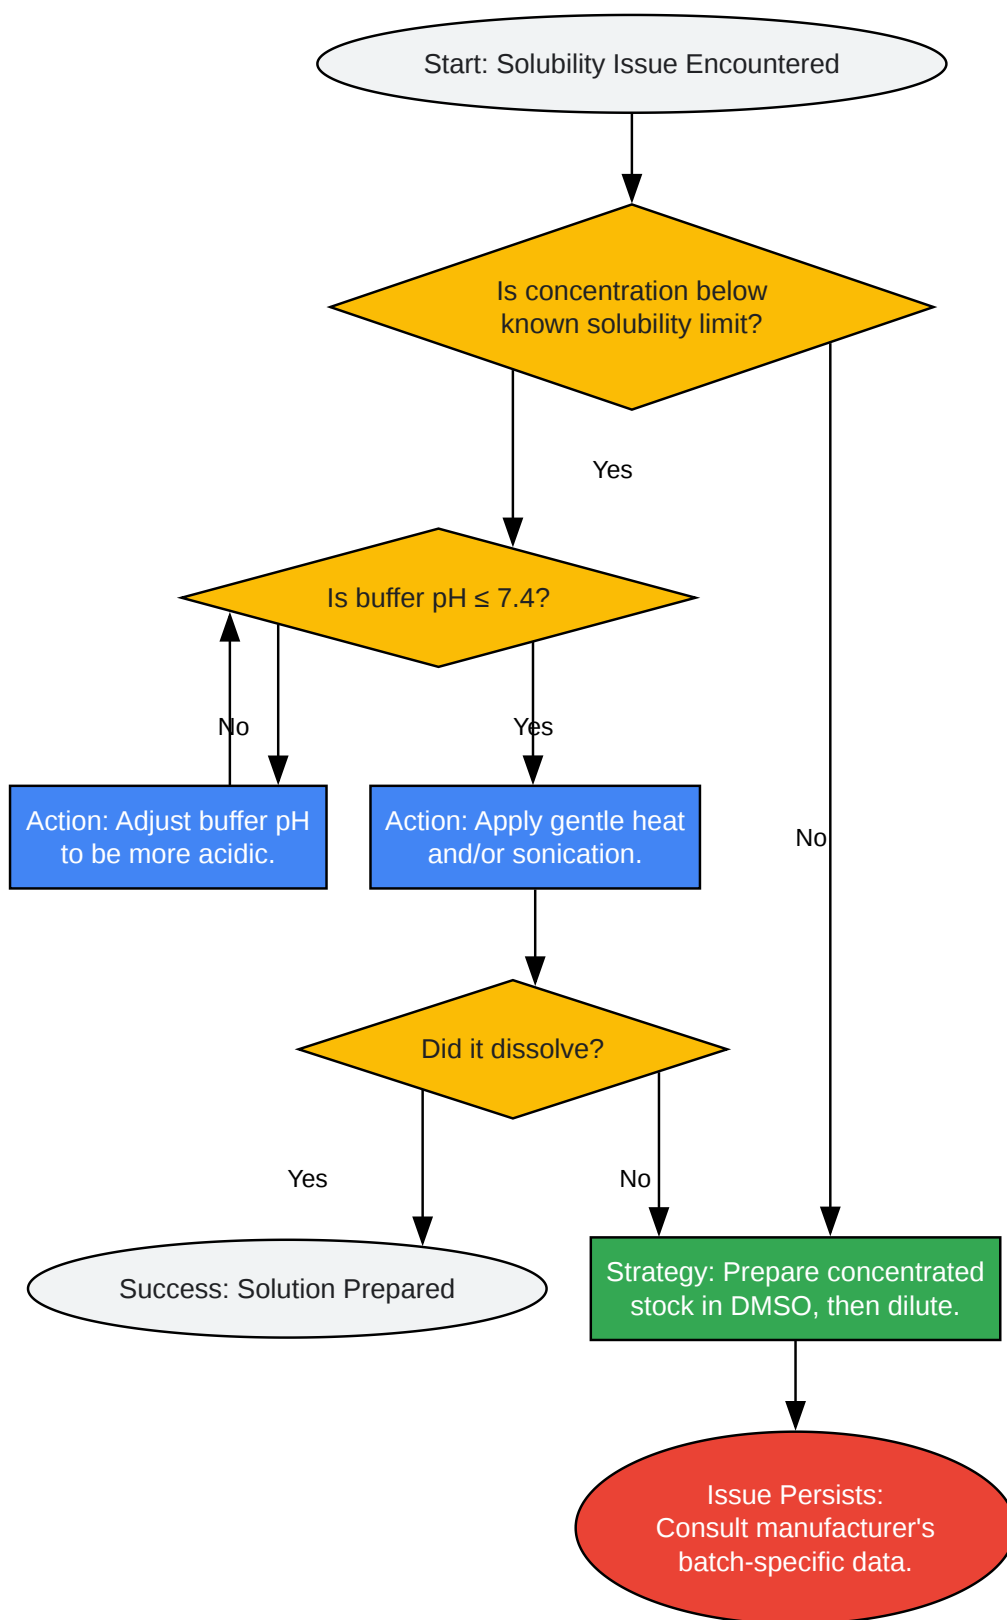 Start: Solubility Issue Encountered
Is concentration below
known solubility limit?
Yes
Is buffer pH ≤ 7.4?
No
Yes
Action: Adjust buffer pH
to be more acidic.
Action: Apply gentle heat
and/or sonication.
No
Did it dissolve?
Yes
No
Success: Solution Prepared
Strategy: Prepare concentrated
stock in DMSO, then dilute.
Issue Persists:
Consult manufacturer's
batch-specific data.